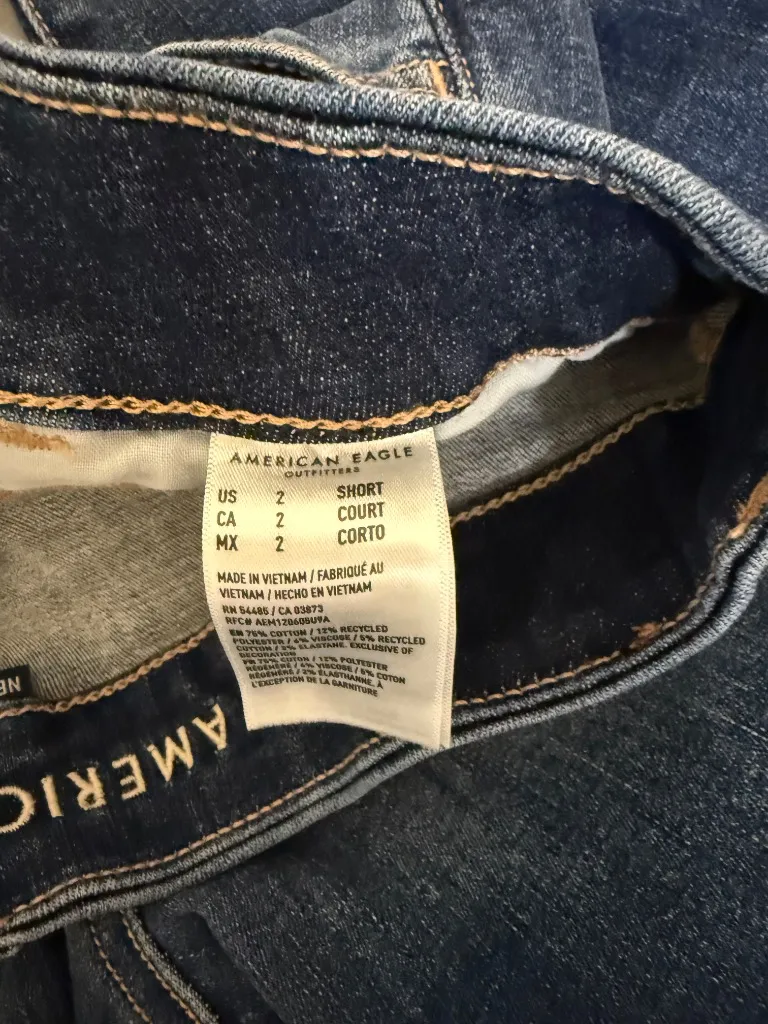 AMERICAN EAGLE
OUTFITTERS
US 2 SHORT
CA 2 COURT
MX 2 CORTO
MADE IN VIETNAM / FABRIQUÉ AU
VIETNAM / HECHO EN VIETNAM
RN 54485 / CA 03873
RFC# AEM120605U9A
EN 75% COTTON / 12% RECYCLED
POLYESTER / 6% VISCOSE / 5% RECYCLED
COTTON / 2% ELASTANE. EXCLUSIVE OF
DECORATION
FR 75% COTON / 12% POLYESTER
RÉGÉNÉRÉ / 6% VISCOSE / 5% COTON
RÉGÉNÉRÉ / 2% ÉLASTHANNE. À
L'EXCEPTION DE LA GARNITURE
NE
AMERIC